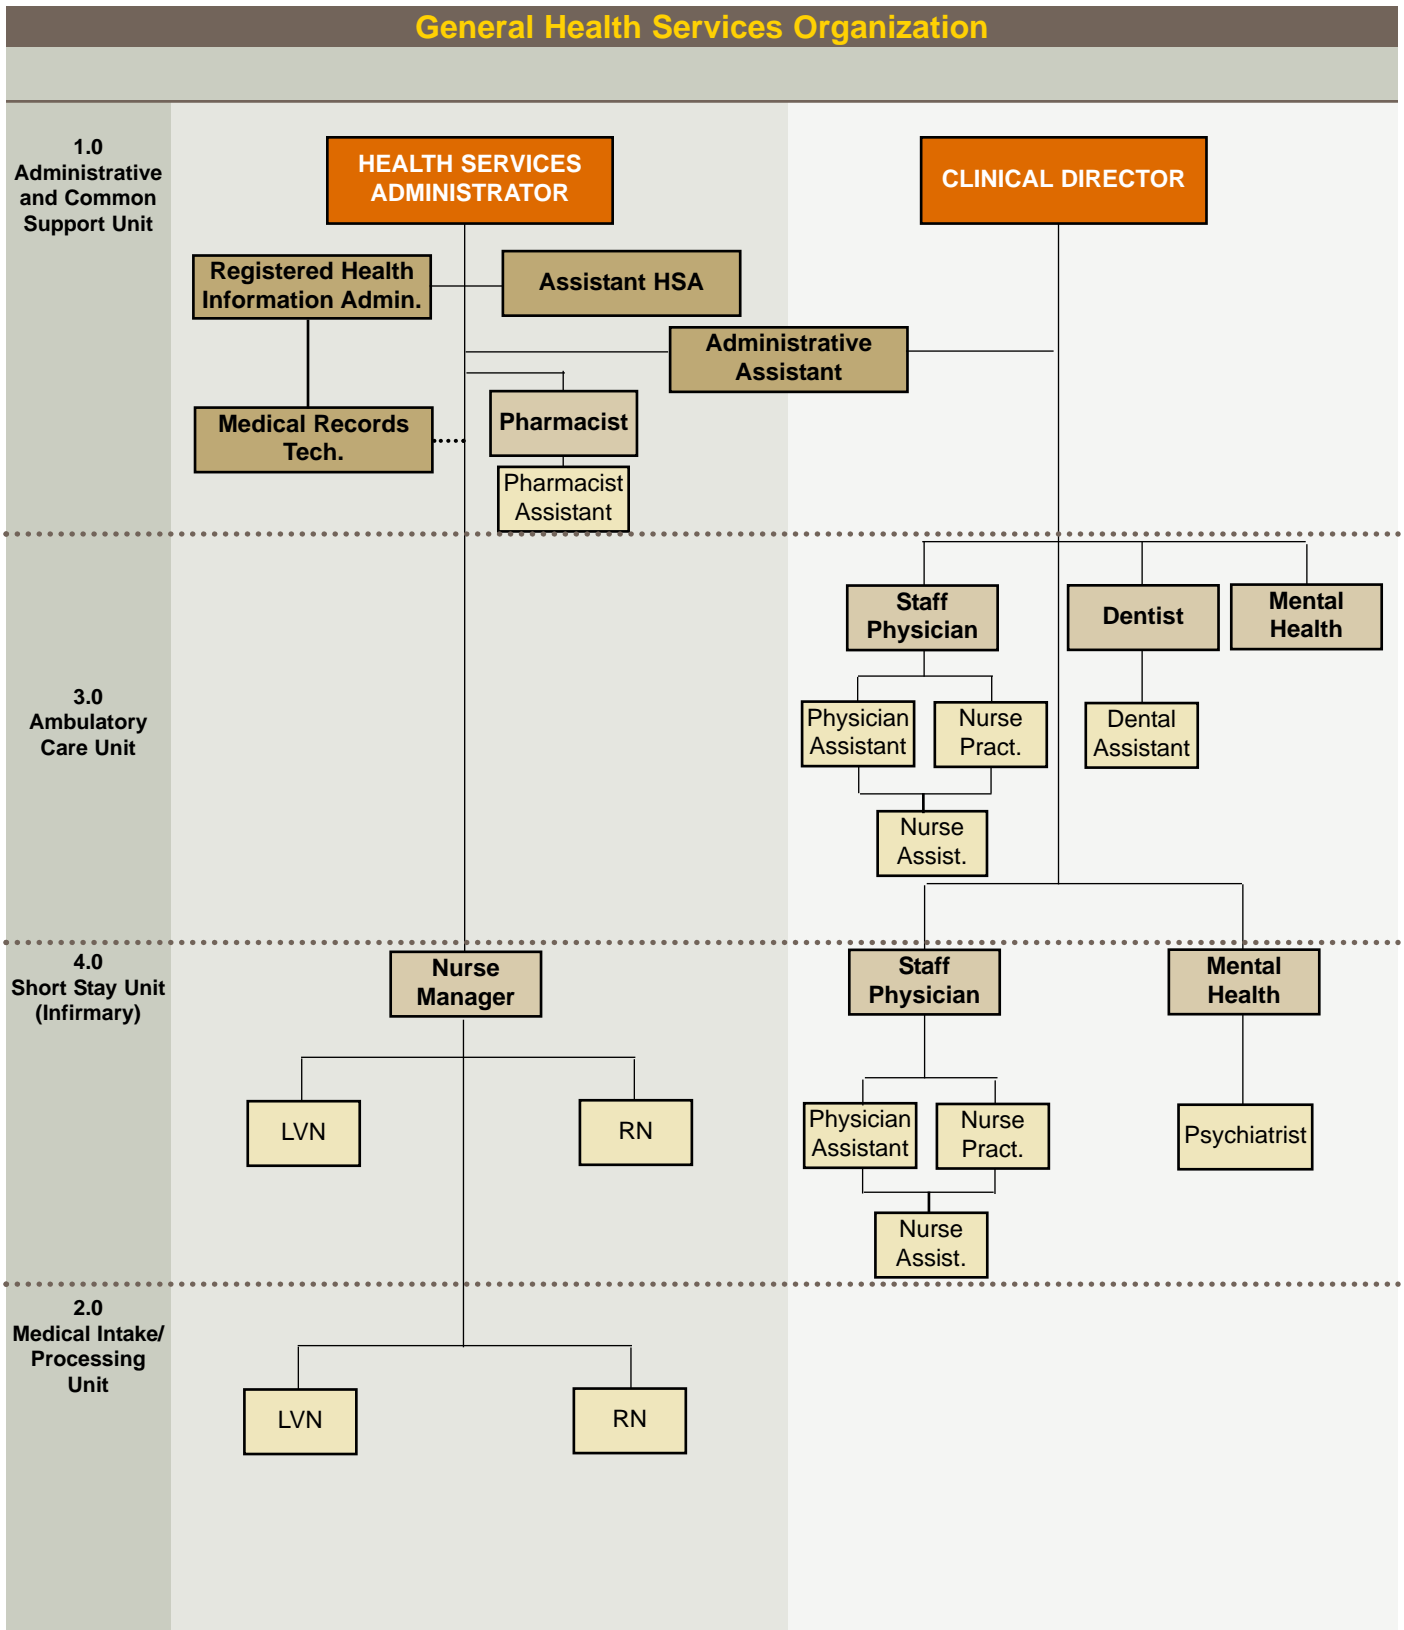 General Health Services Organization
1.0
Administrative
and Common
Support Unit
HEALTH SERVICES
ADMINISTRATOR
CLINICAL DIRECTOR
Registered Health
Information Admin.
Assistant HSA
Administrative
Assistant
Medical Records
Tech.
Pharmacist
Pharmacist
Assistant
3.0
Ambulatory
Care Unit
Staff
Physician
Dentist
Mental
Health
Physician
Assistant
Nurse
Pract.
Dental
Assistant
Nurse
Assist.
4.0
Short Stay Unit
(Infirmary)
Nurse
Manager
Staff
Physician
Mental
Health
LVN
RN
Physician
Assistant
Nurse
Pract.
Psychiatrist
Nurse
Assist.
2.0
Medical Intake/
Processing
Unit
LVN
RN